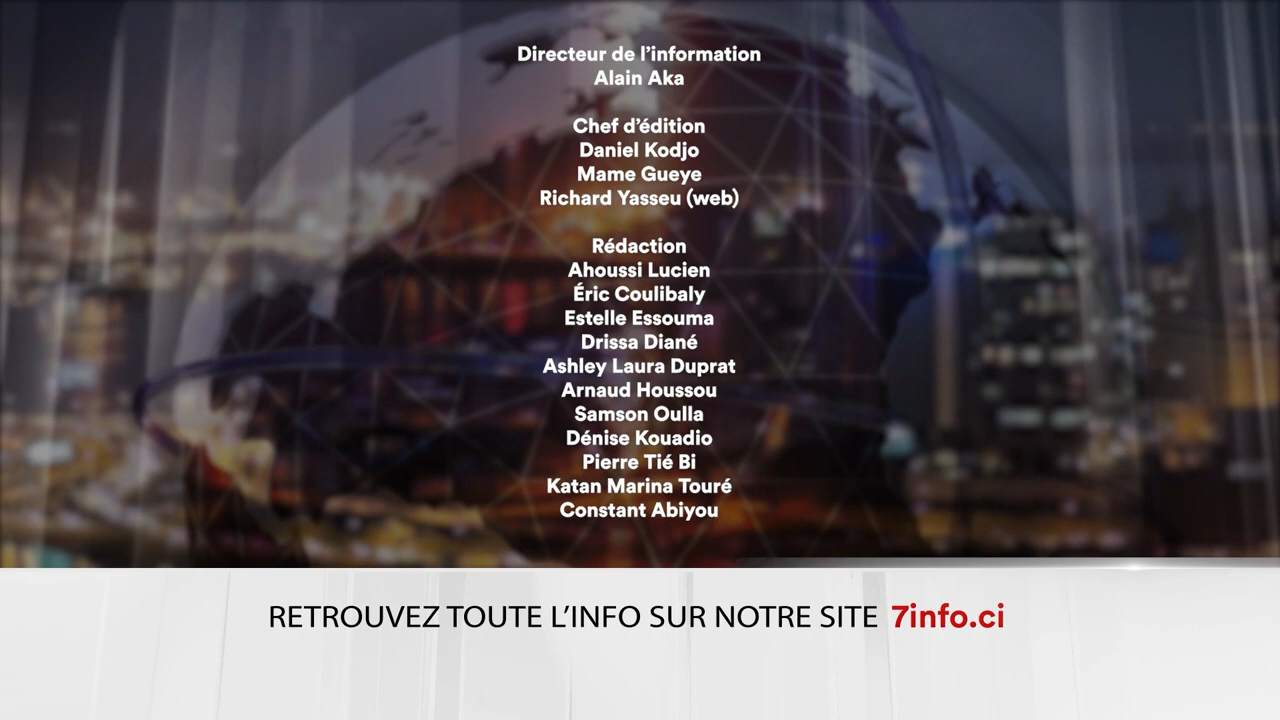 Directeur de l’information
Alain Aka
Chef d’édition
Daniel Kodjo
Mame Gueye
Richard Yasseu (web)
Rédaction
Ahoussi Lucien
Éric Coulibaly
Estelle Essouma
Drissa Diané
Ashley Laura Duprat
Arnaud Houssou
Samson Oulla
Dénise Kouadio
Pierre Tié Bi
Katan Marina Touré
Constant Abiyou
RETROUVEZ TOUTE L’INFO SUR NOTRE SITE 7info.ci